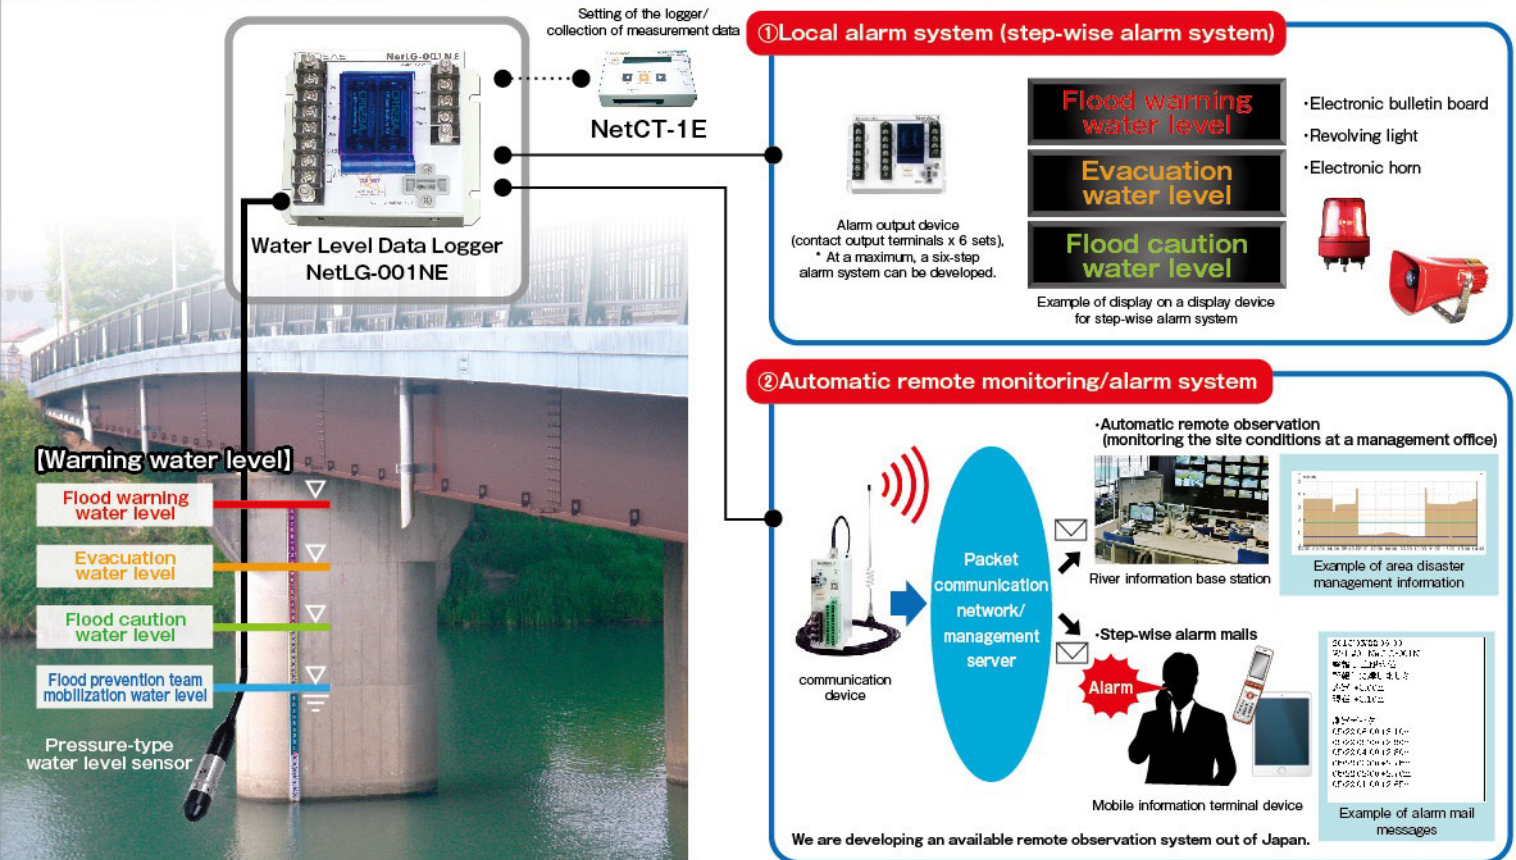 Setting of the logger/
collection of measurement data
NetLG-001NE
NetCT-1E
Water Level Data Logger
NetLG-001NE
【Warning water level】
Flood warning
water level
Evacuation
water level
Flood caution
water level
Flood prevention team
mobilization water level
Pressure-type
water level sensor
①Local alarm system (step-wise alarm system)
Alarm output device
(contact output terminals x 6 sets),
* At a maximum, a six-step
alarm system can be developed.
Flood warning
water level
Evacuation
water level
Flood caution
water level
Example of display on a display device
for step-wise alarm system
・Electronic bulletin board
・Revolving light
・Electronic horn
②Automatic remote monitoring/alarm system
・Automatic remote observation
(monitoring the site conditions at a management office)
communication
device
Packet
communication
network/
management
server
River information base station
Example of area disaster
management information
・Step-wise alarm mails
Alarm
Mobile information terminal device
Example of alarm mail
messages
We are developing an available remote observation system out of Japan.